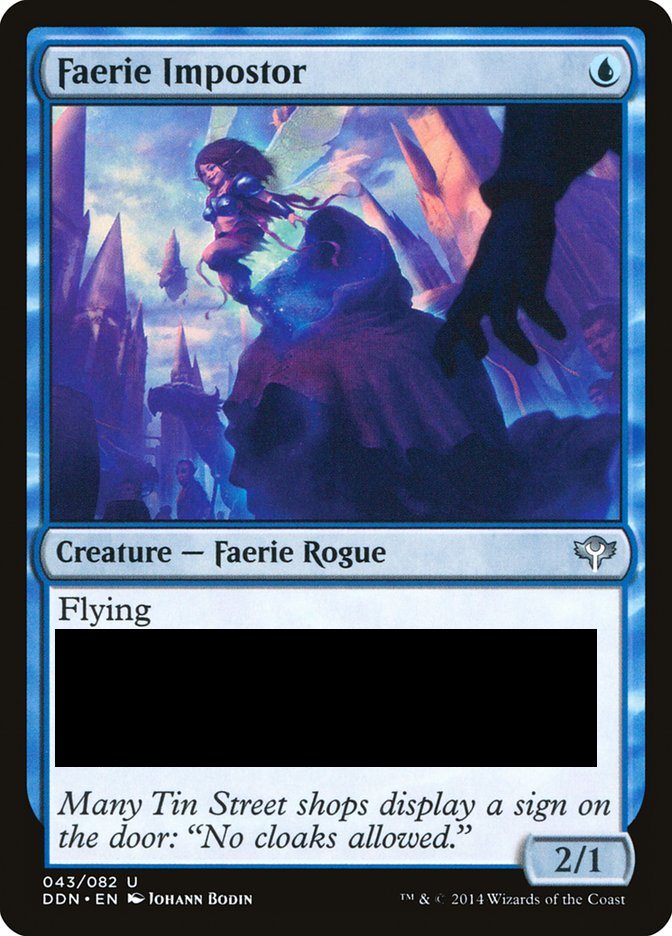 Faerie Impostor
Creature — Faerie Rogue
Flying
Many Tin Street shops display a sign on
the door: “No cloaks allowed.”
2/1
043/082 U
DDN • EN Johann Bodin
™ & © 2014 Wizards of the Coast